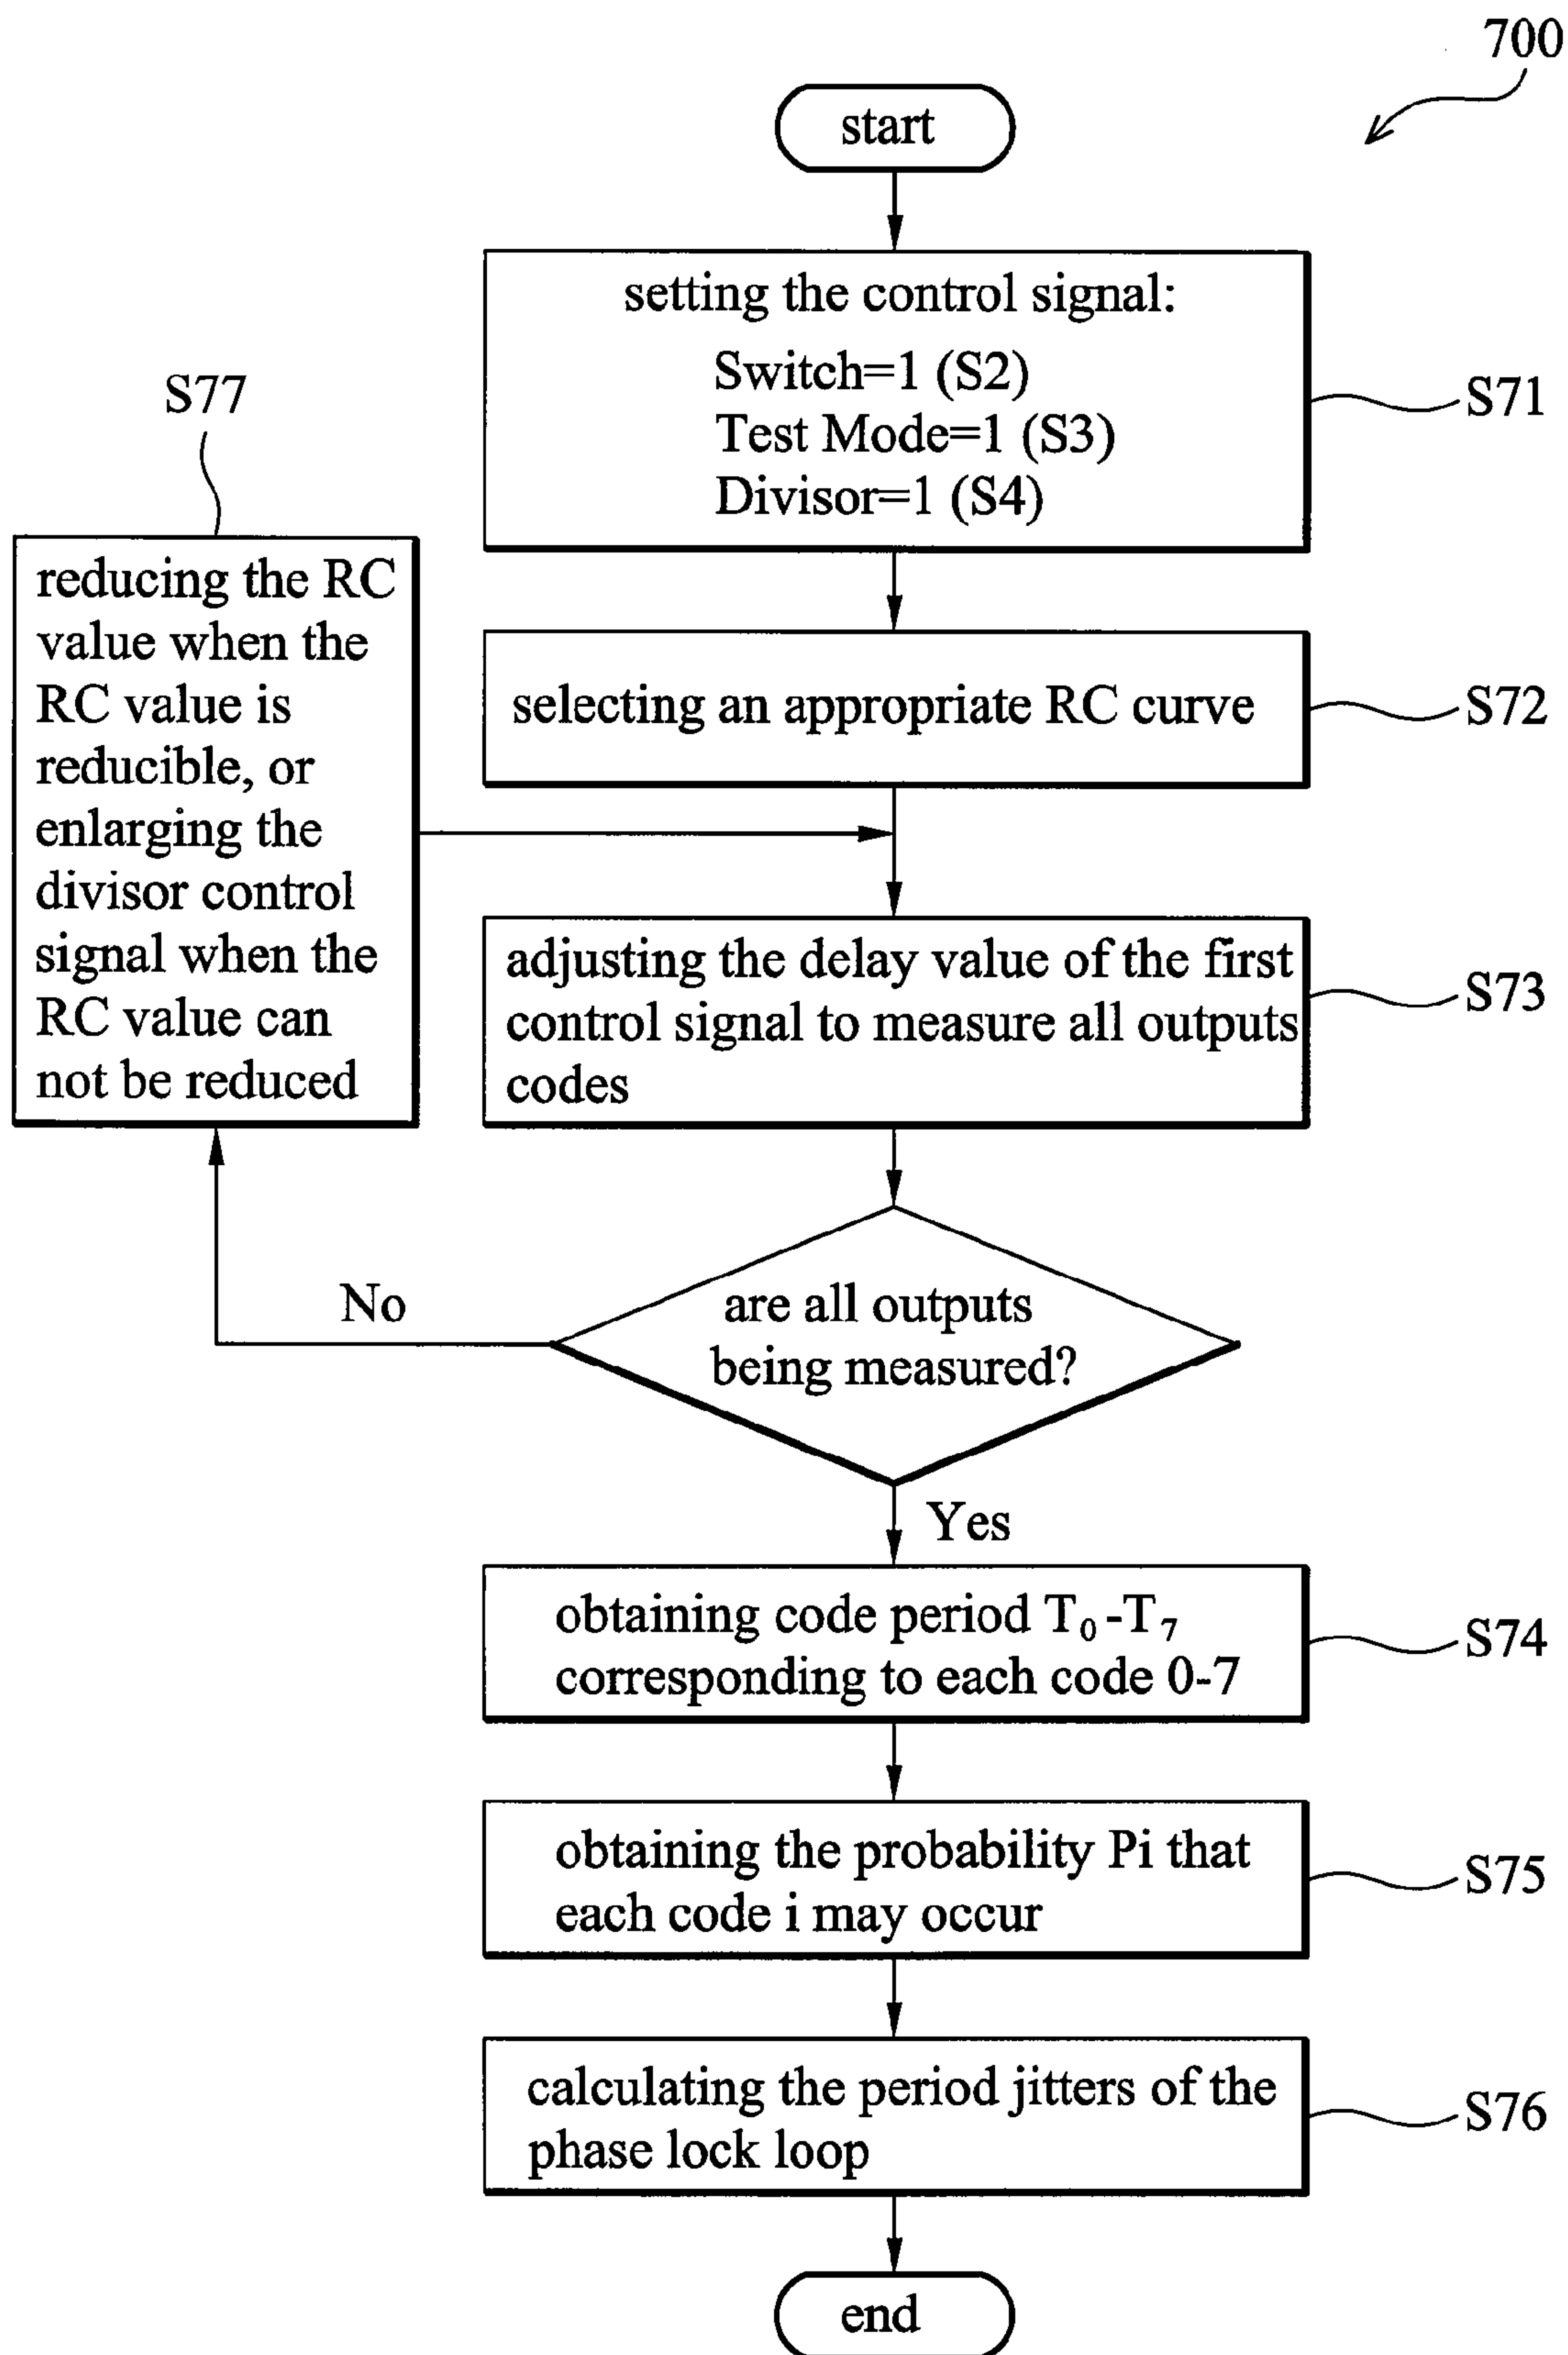 700
start
setting the control signal:
Switch=1 (S2)
Test Mode=1 (S3)
Divisor=1 (S4)
S71
S77
reducing the RC
value when the
RC value is
reducible, or
enlarging the
divisor control
signal when the
RC value can
not be reduced
selecting an appropriate RC curve
S72
adjusting the delay value of the first
control signal to measure all outputs
codes
S73
are all outputs
being measured?
No
Yes
obtaining code period T₀-T₇
corresponding to each code 0-7
S74
obtaining the probability Pi that
each code i may occur
S75
calculating the period jitters of the
phase lock loop
S76
end